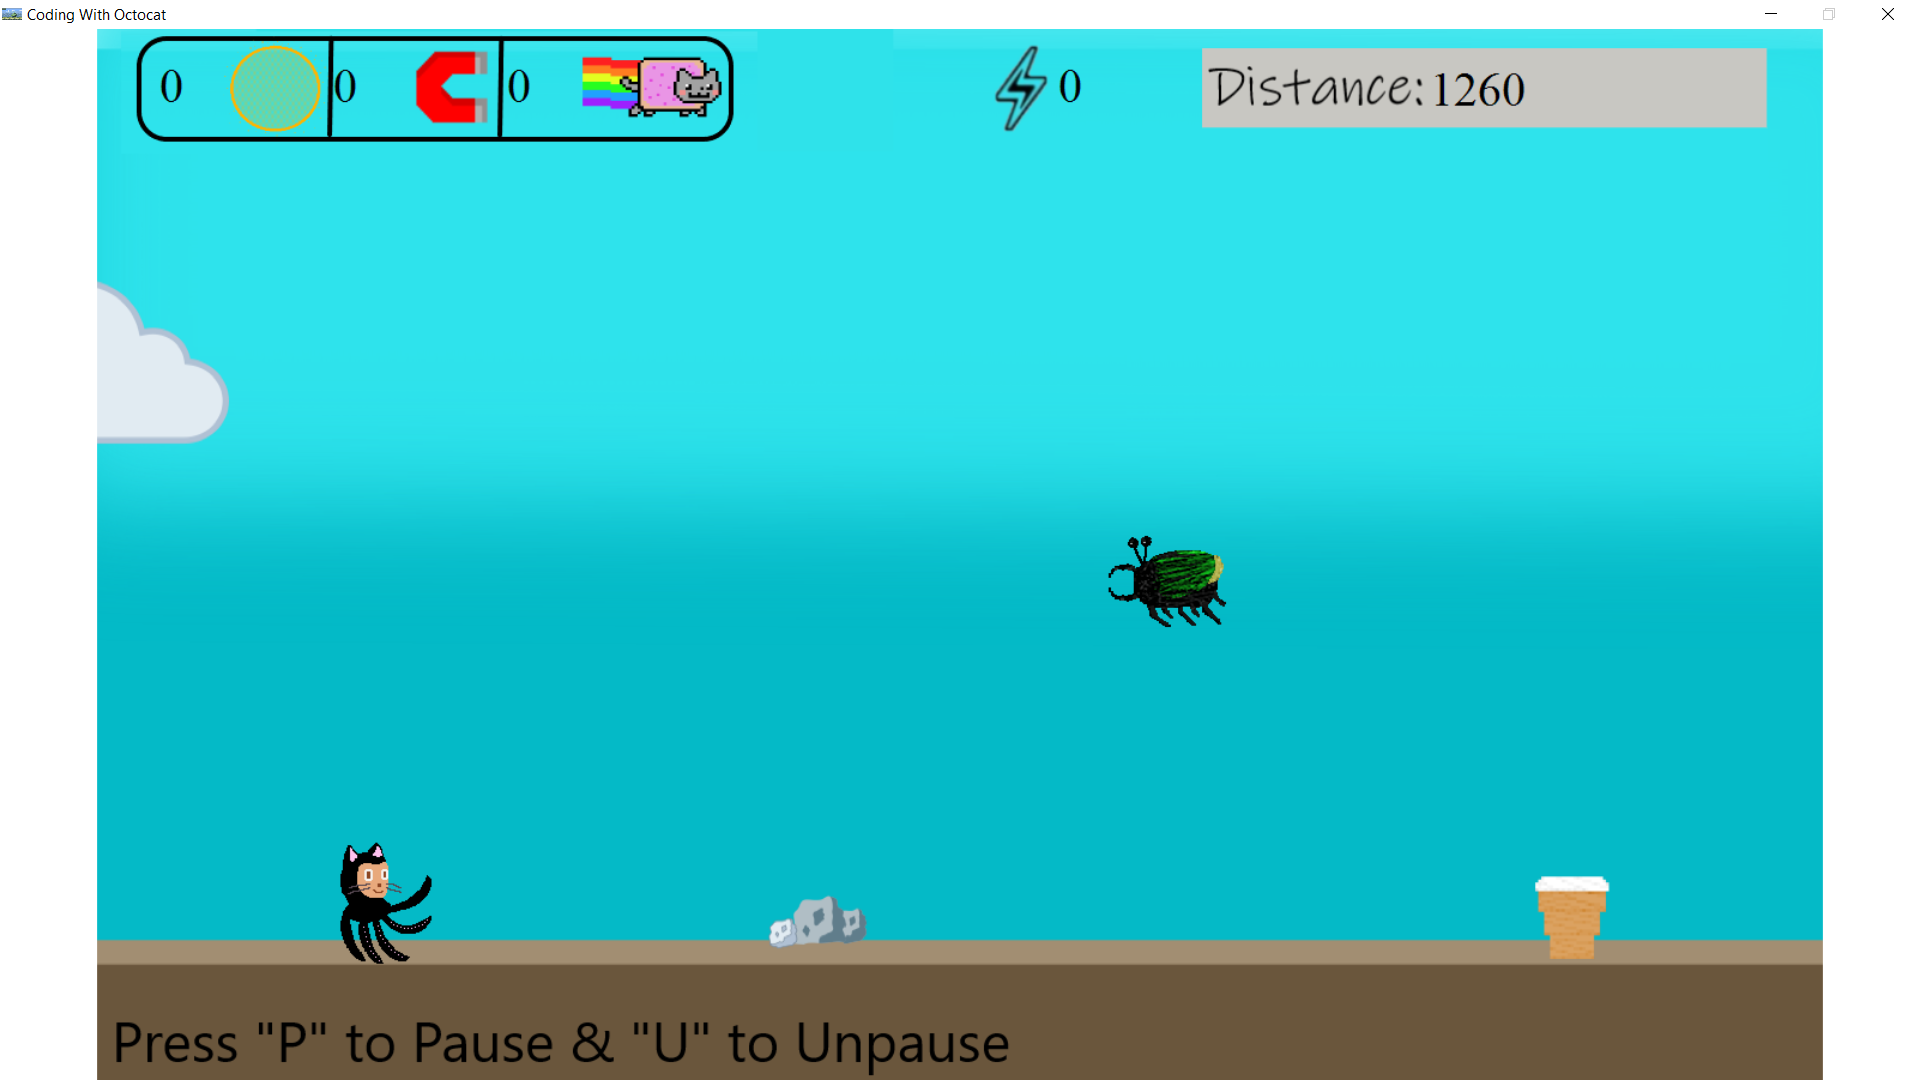 Coding With Octocat
0 0 0 0 Distance: 1260
Press "P" to Pause & "U" to Unpause